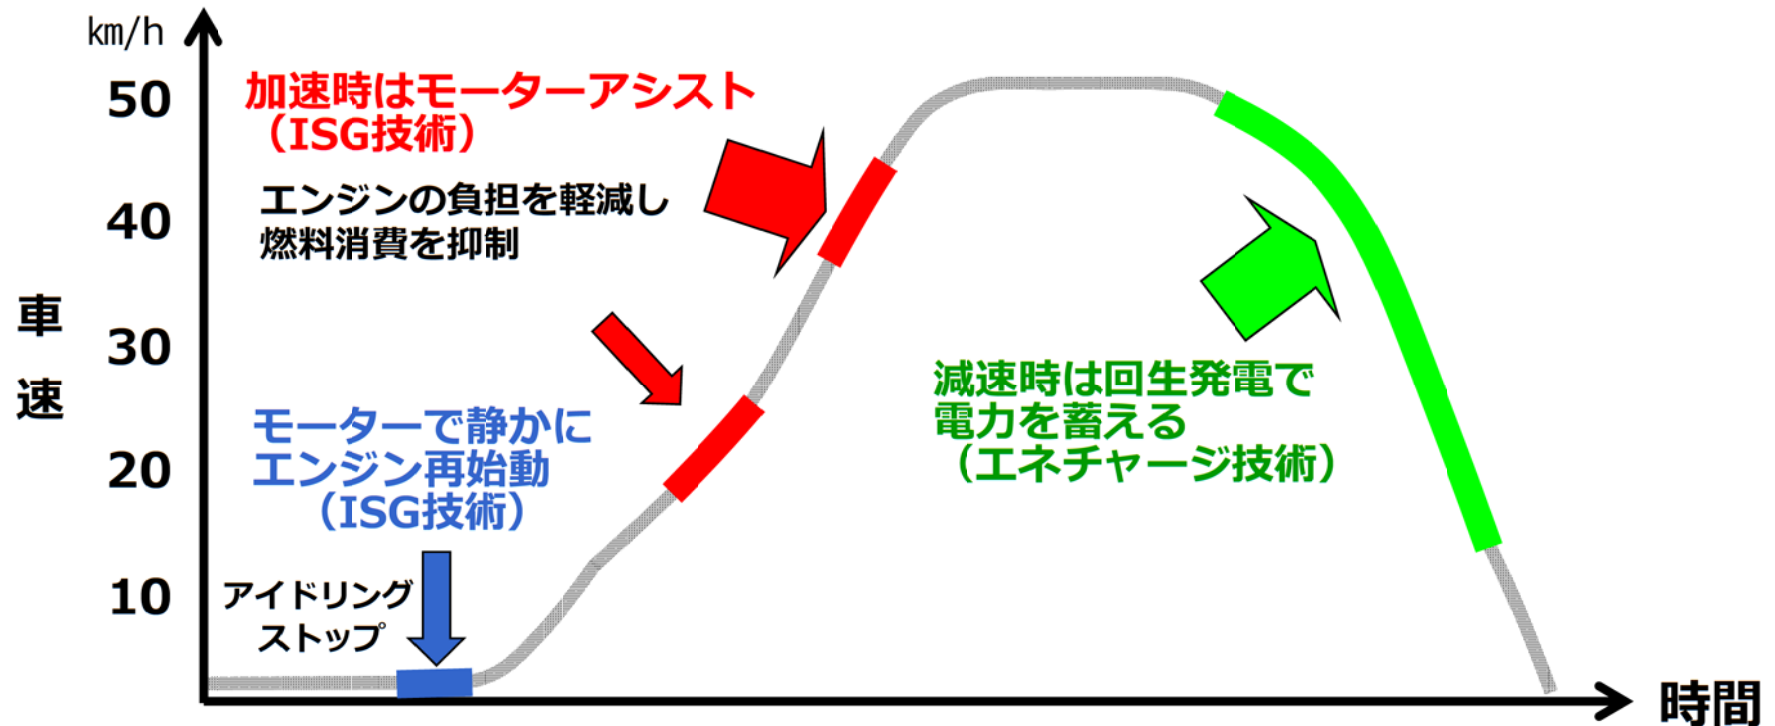 km/h
50
40
30
20
10
車
速
加速時はモーターアシスト
（ISG技術）
エンジンの負担を軽減し
燃料消費を抑制
モーターで静かに
エンジン再始動
（ISG技術）
アイドリング
ストップ
減速時は回生発電で
電力を蓄える
（エネチャージ技術）
時間